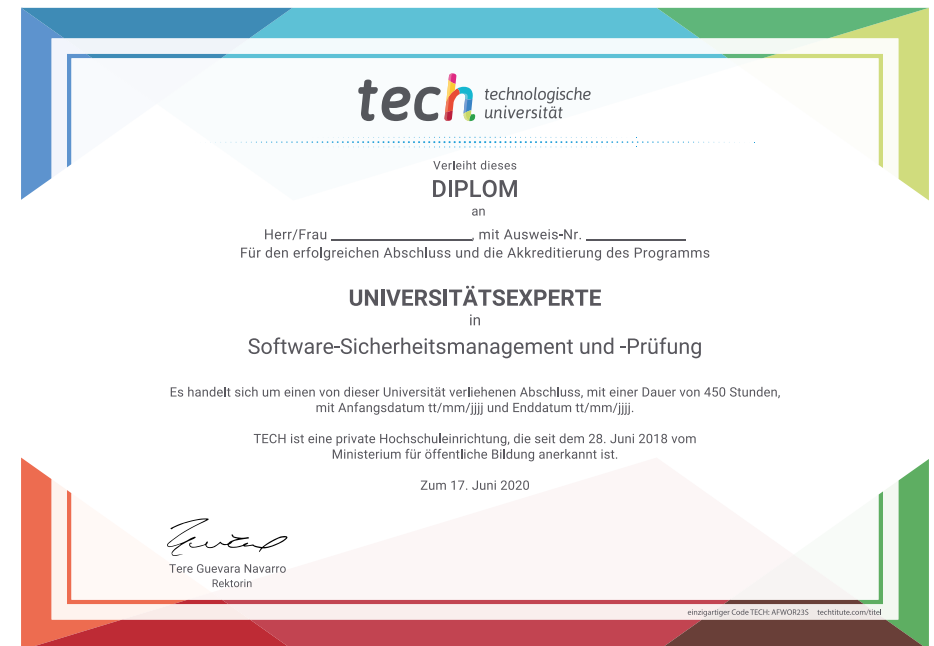 tech technologische
universität
Verleiht dieses
DIPLOM
an
Herr/Frau ____________________, mit Ausweis-Nr. ______________
Für den erfolgreichen Abschluss und die Akkreditierung des Programms
UNIVERSITÄTSEXPERTE
in
Software-Sicherheitsmanagement und -Prüfung
Es handelt sich um einen von dieser Universität verliehenen Abschluss, mit einer Dauer von 450 Stunden,
mit Anfangsdatum tt/mm/jjjj und Enddatum tt/mm/jjjj.
TECH ist eine private Hochschuleinrichtung, die seit dem 28. Juni 2018 vom
Ministerium für öffentliche Bildung anerkannt ist.
Zum 17. Juni 2020
Tere Guevara Navarro
Rektorin
einzigartiger Code TECH: AFWOR23S techtitute.com/titel